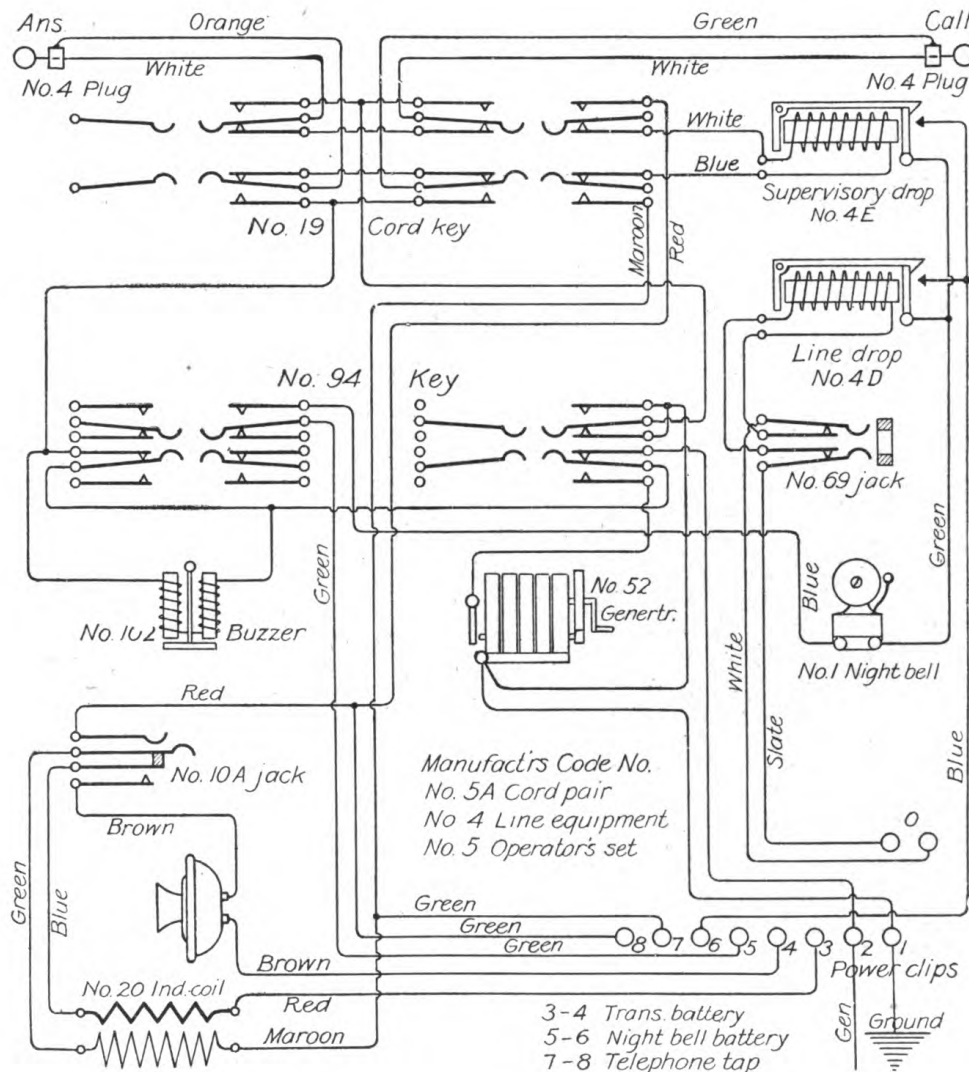 Ans
Orange
Green
Call
White
White
No. 4 Plug
No. 4 Plug
White
Blue
Supervisory drop
No. 4E
No. 19
Cord key
Maroon
Red
Line drop
No. 4D
No. 94
Key
No. 69 jack
Green
Green
Blue
No. 52
Genertr.
No. 102
Buzzer
White
No. 1 Night bell
Red
Slate
Blue
No. 10A jack
Manufactrs Code No.
No. 5A Cord pair
No 4 Line equipment
No. 5 Operator's set
Brown
O
Green
Blue
Green
Green
Green
8 7 6 5 4 3 2 1
Brown
Power clips
No. 20 Ind. coil
Red
Maroon
3-4 Trans. battery
5-6 Night bell battery
7-8 Telephone tap
Gen
Ground